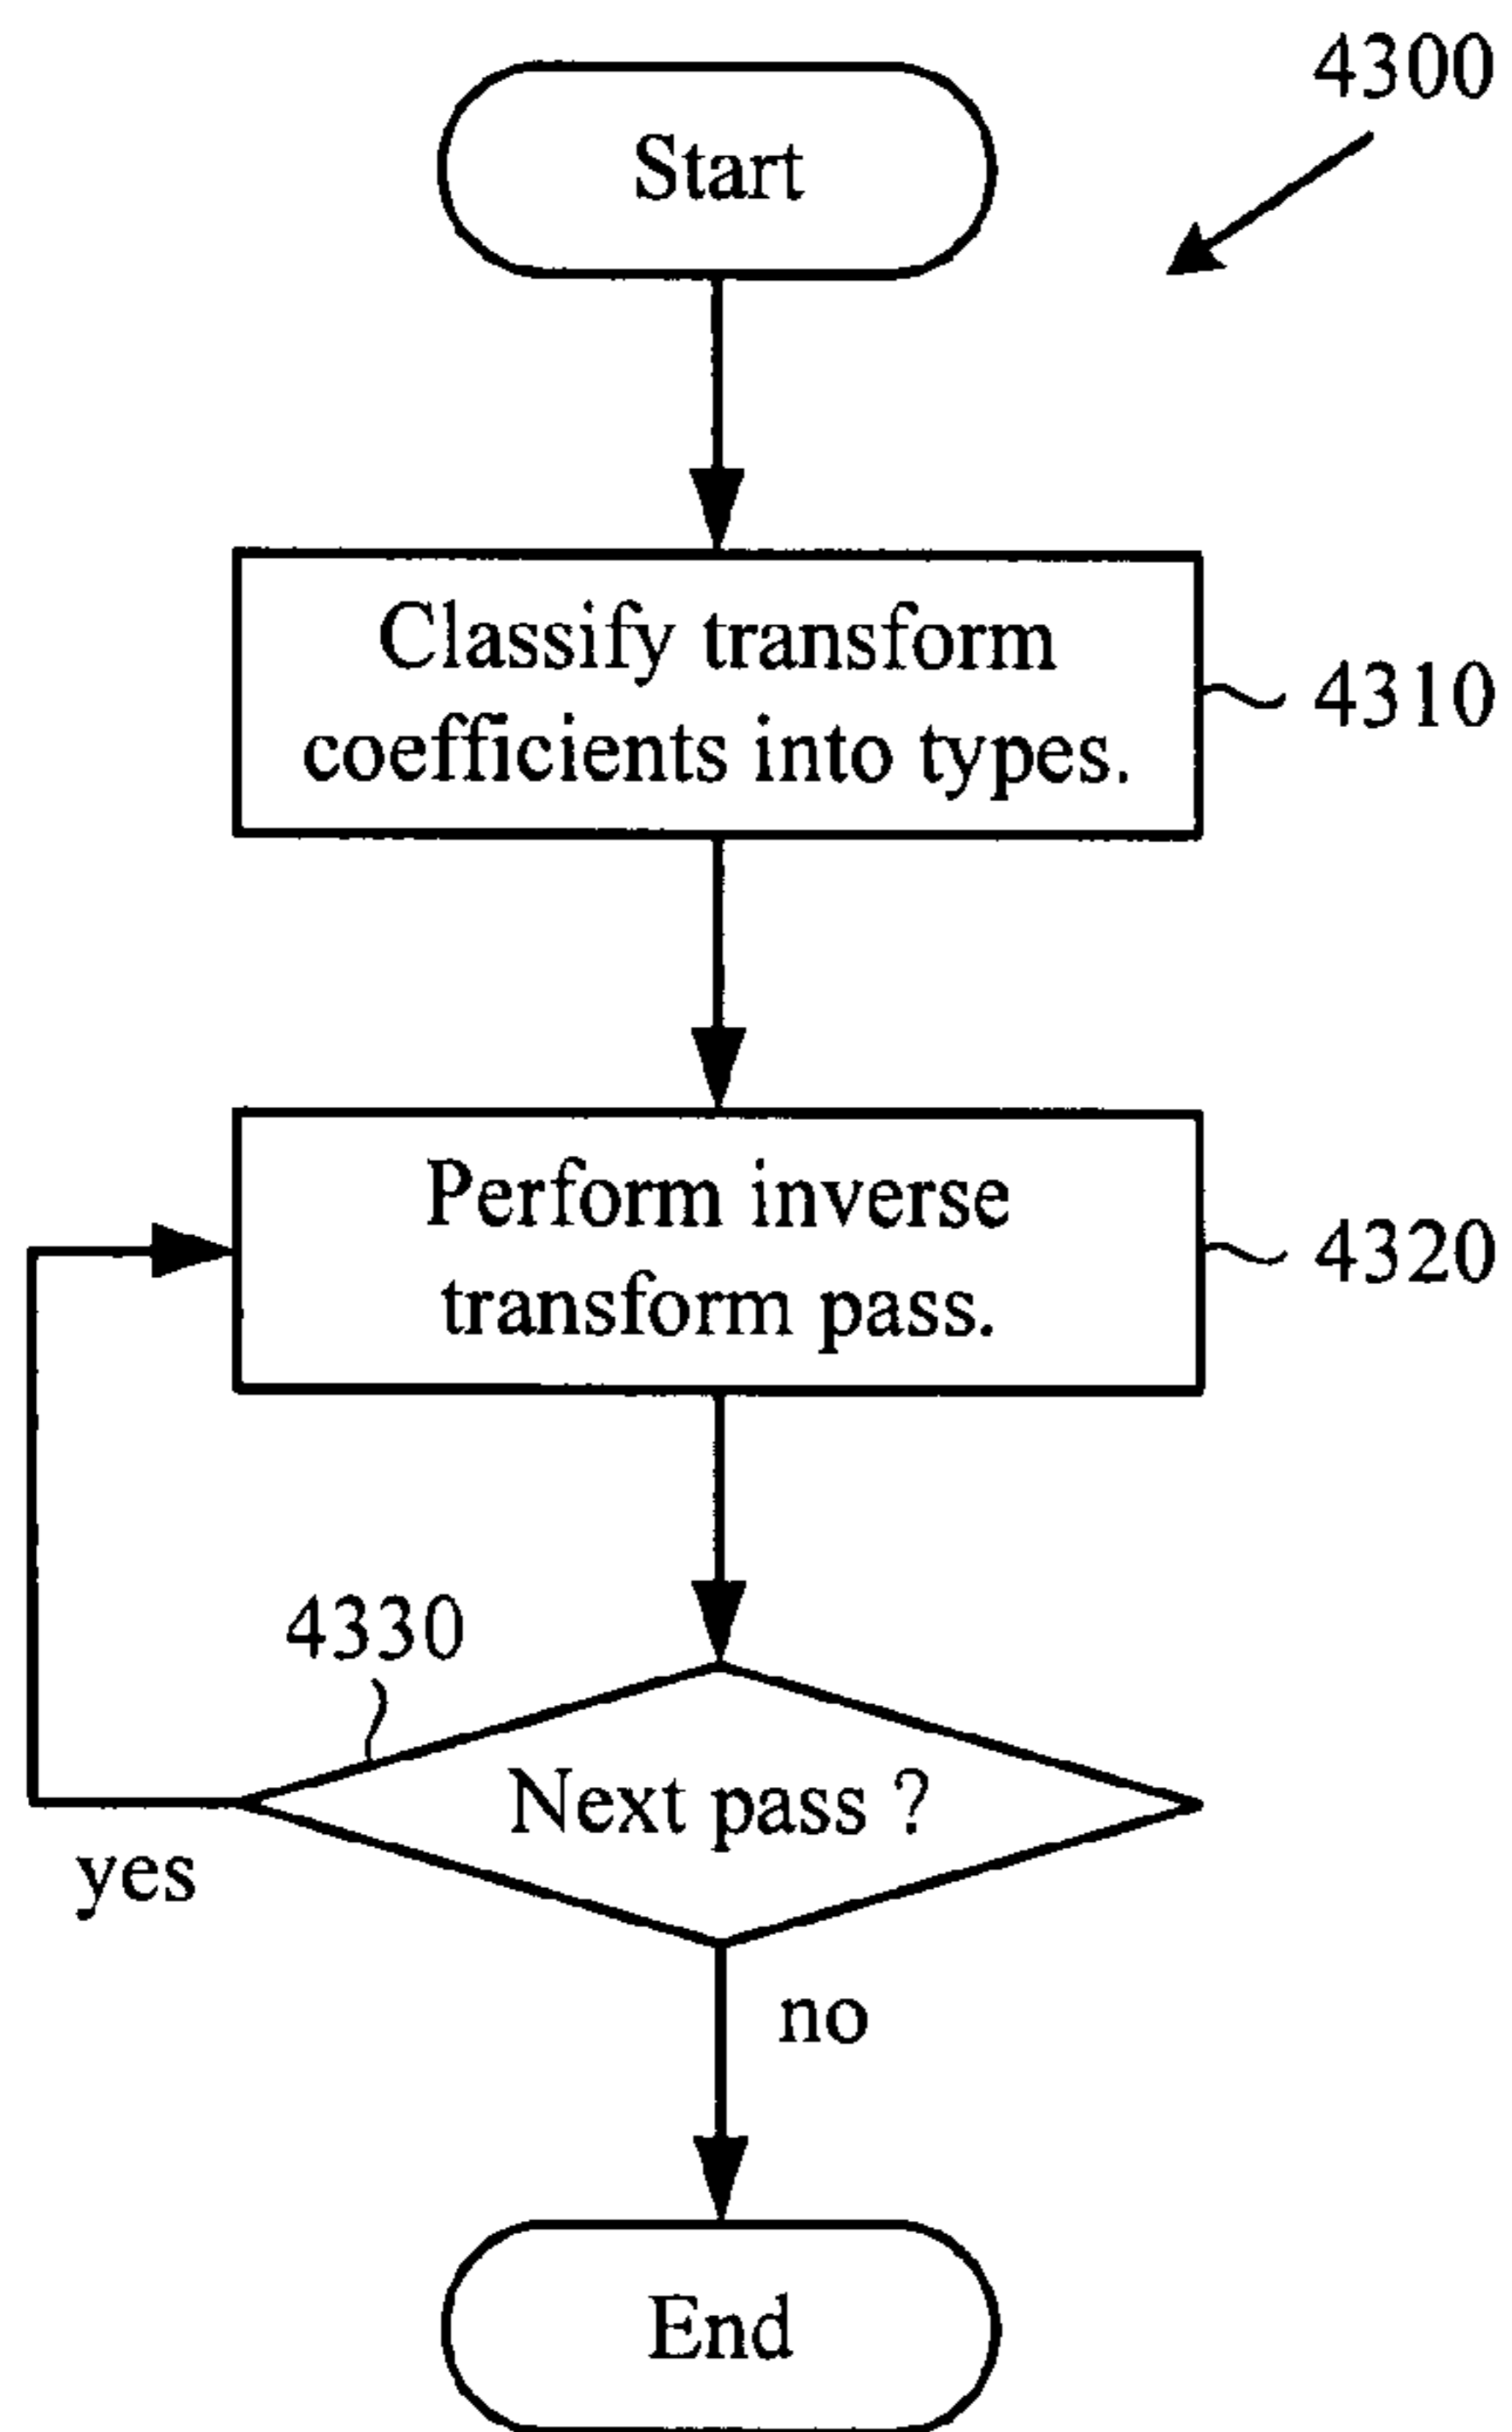 4300
Start
Classify transform
coefficients into types.
4310
Perform inverse
transform pass.
4320
4330
Next pass ?
yes
no
End